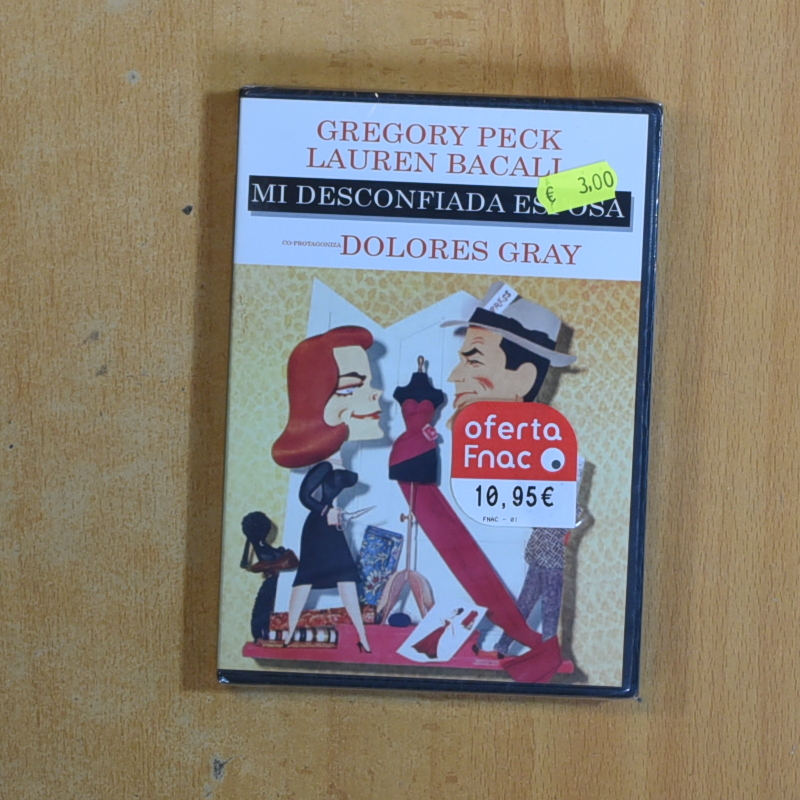 GREGORY PECK
LAUREN BACALL
€ 3,00
MI DESCONFIADA ESPOSA
CO-PROTAGONIZA DOLORES GRAY
PRESS
oferta
Fnac
10,95€
FNAC - 01